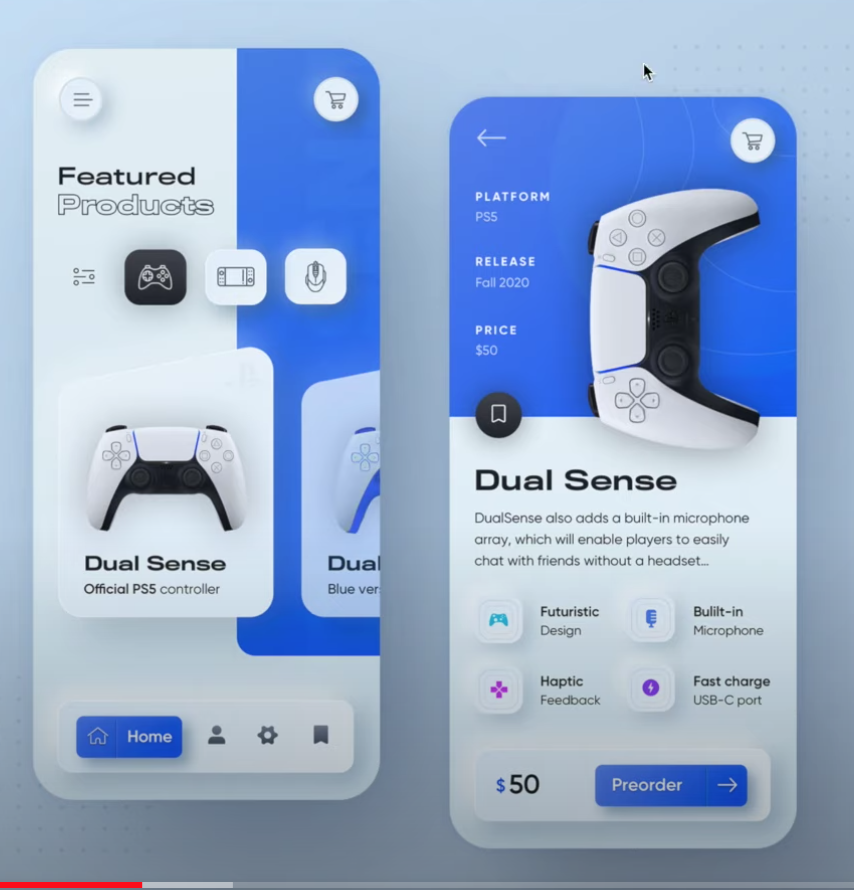 Featured
Products
Dual Sense
Official PS5 controller
Dual
Blue ver
Home
PLATFORM
PS5
RELEASE
Fall 2020
PRICE
$50
Dual Sense
DualSense also adds a built-in microphone
array, which will enable players to easily
chat with friends without a headset...
Futuristic
Design
Bulilt-in
Microphone
Haptic
Feedback
Fast charge
USB-C port
$50
Preorder